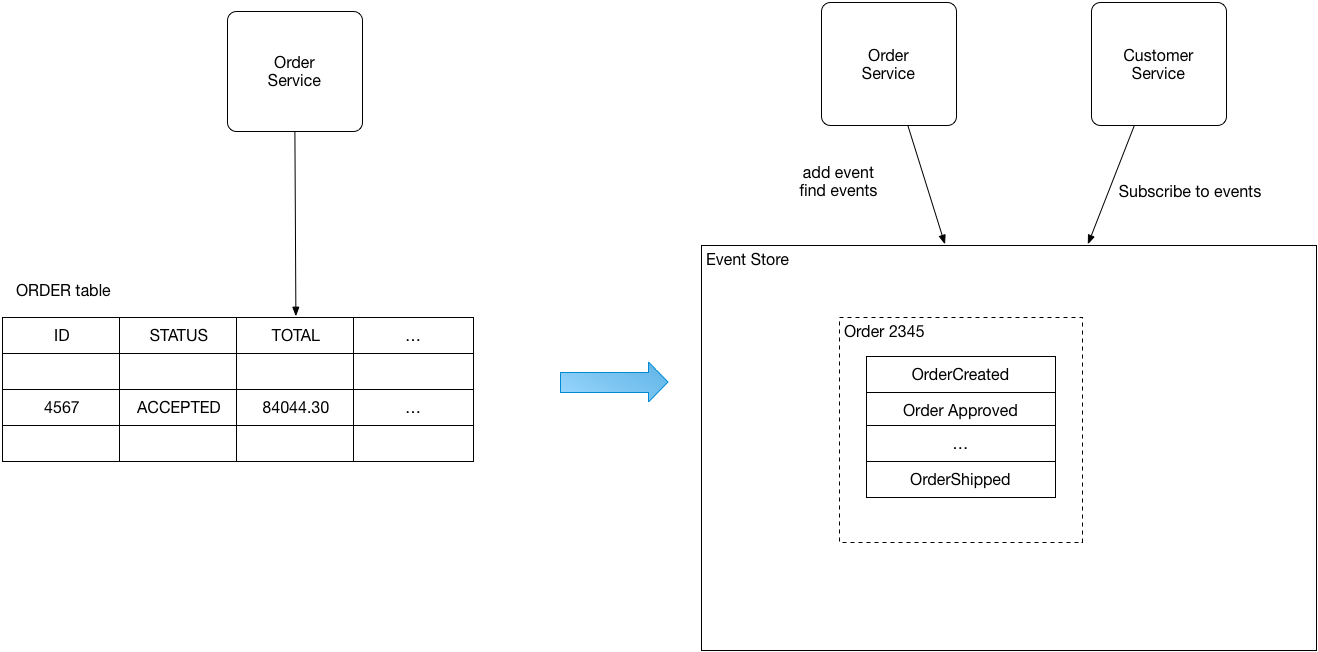 Order
Service
ORDER table
ID STATUS TOTAL ...
4567 ACCEPTED 84044.30 ...
Order
Service
Customer
Service
add event
find events
Subscribe to events
Event Store
Order 2345
OrderCreated
Order Approved
...
OrderShipped